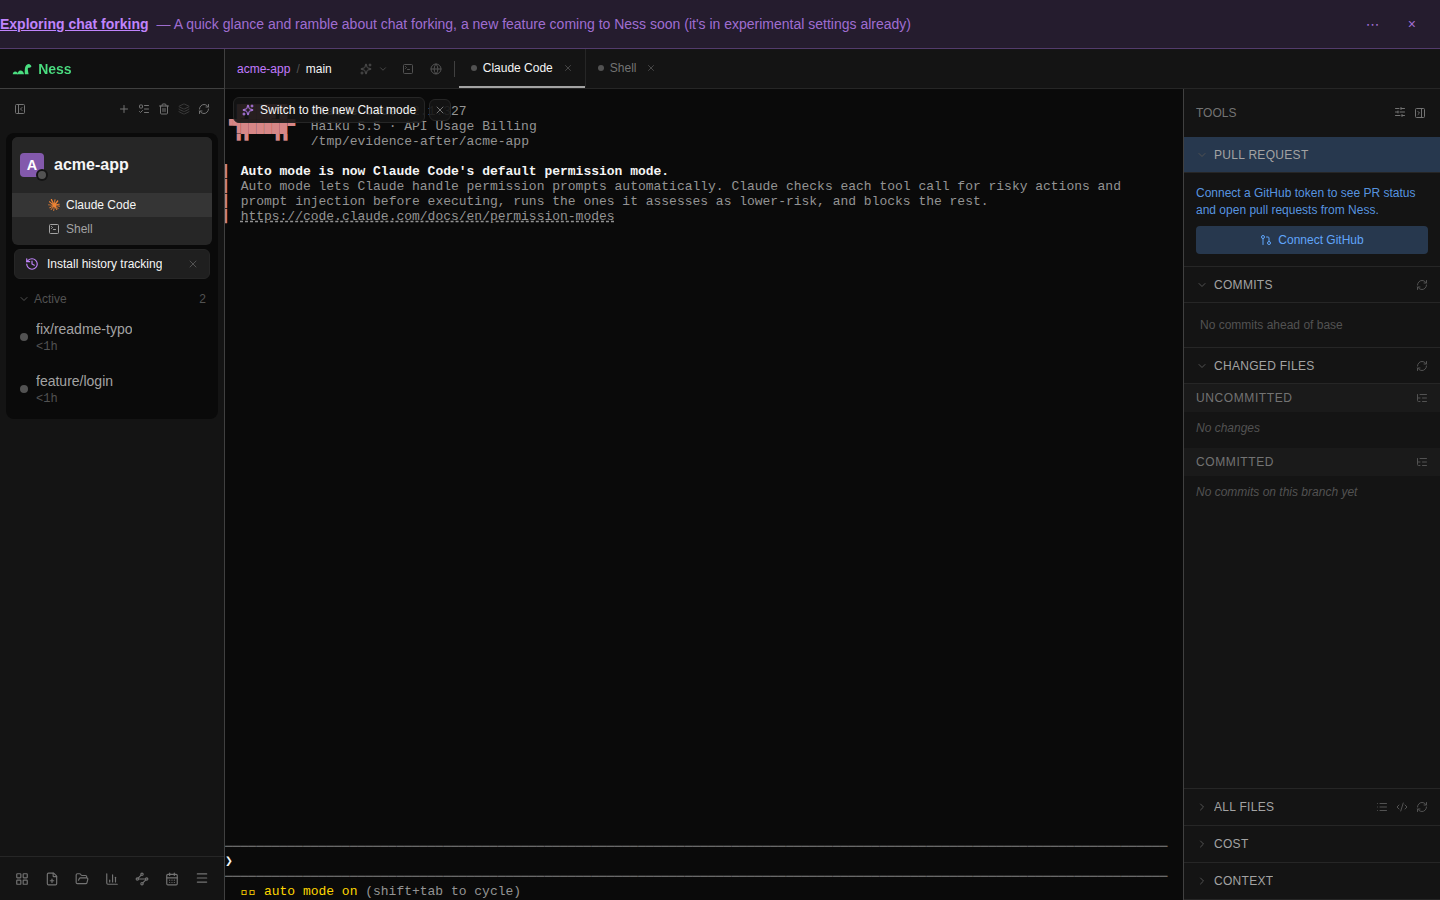 Exploring chat forking — A quick glance and ramble about chat forking, a new feature coming to Ness soon (it's in experimental settings already)
Ness
acme-app / main
Claude Code
Shell
A
acme-app
Claude Code
Shell
Install history tracking
Active 2
fix/readme-typo
<1h
feature/login
<1h
Switch to the new Chat mode
27
Haiku 5.5 · API Usage Billing
/tmp/evidence-after/acme-app
Auto mode is now Claude Code's default permission mode.
Auto mode lets Claude handle permission prompts automatically. Claude checks each tool call for risky actions and
prompt injection before executing, runs the ones it assesses as lower-risk, and blocks the rest.
https://code.claude.com/docs/en/permission-modes
❯
auto mode on (shift+tab to cycle)
TOOLS
PULL REQUEST
Connect a GitHub token to see PR status
and open pull requests from Ness.
Connect GitHub
COMMITS
No commits ahead of base
CHANGED FILES
UNCOMMITTED
No changes
COMMITTED
No commits on this branch yet
ALL FILES
COST
CONTEXT